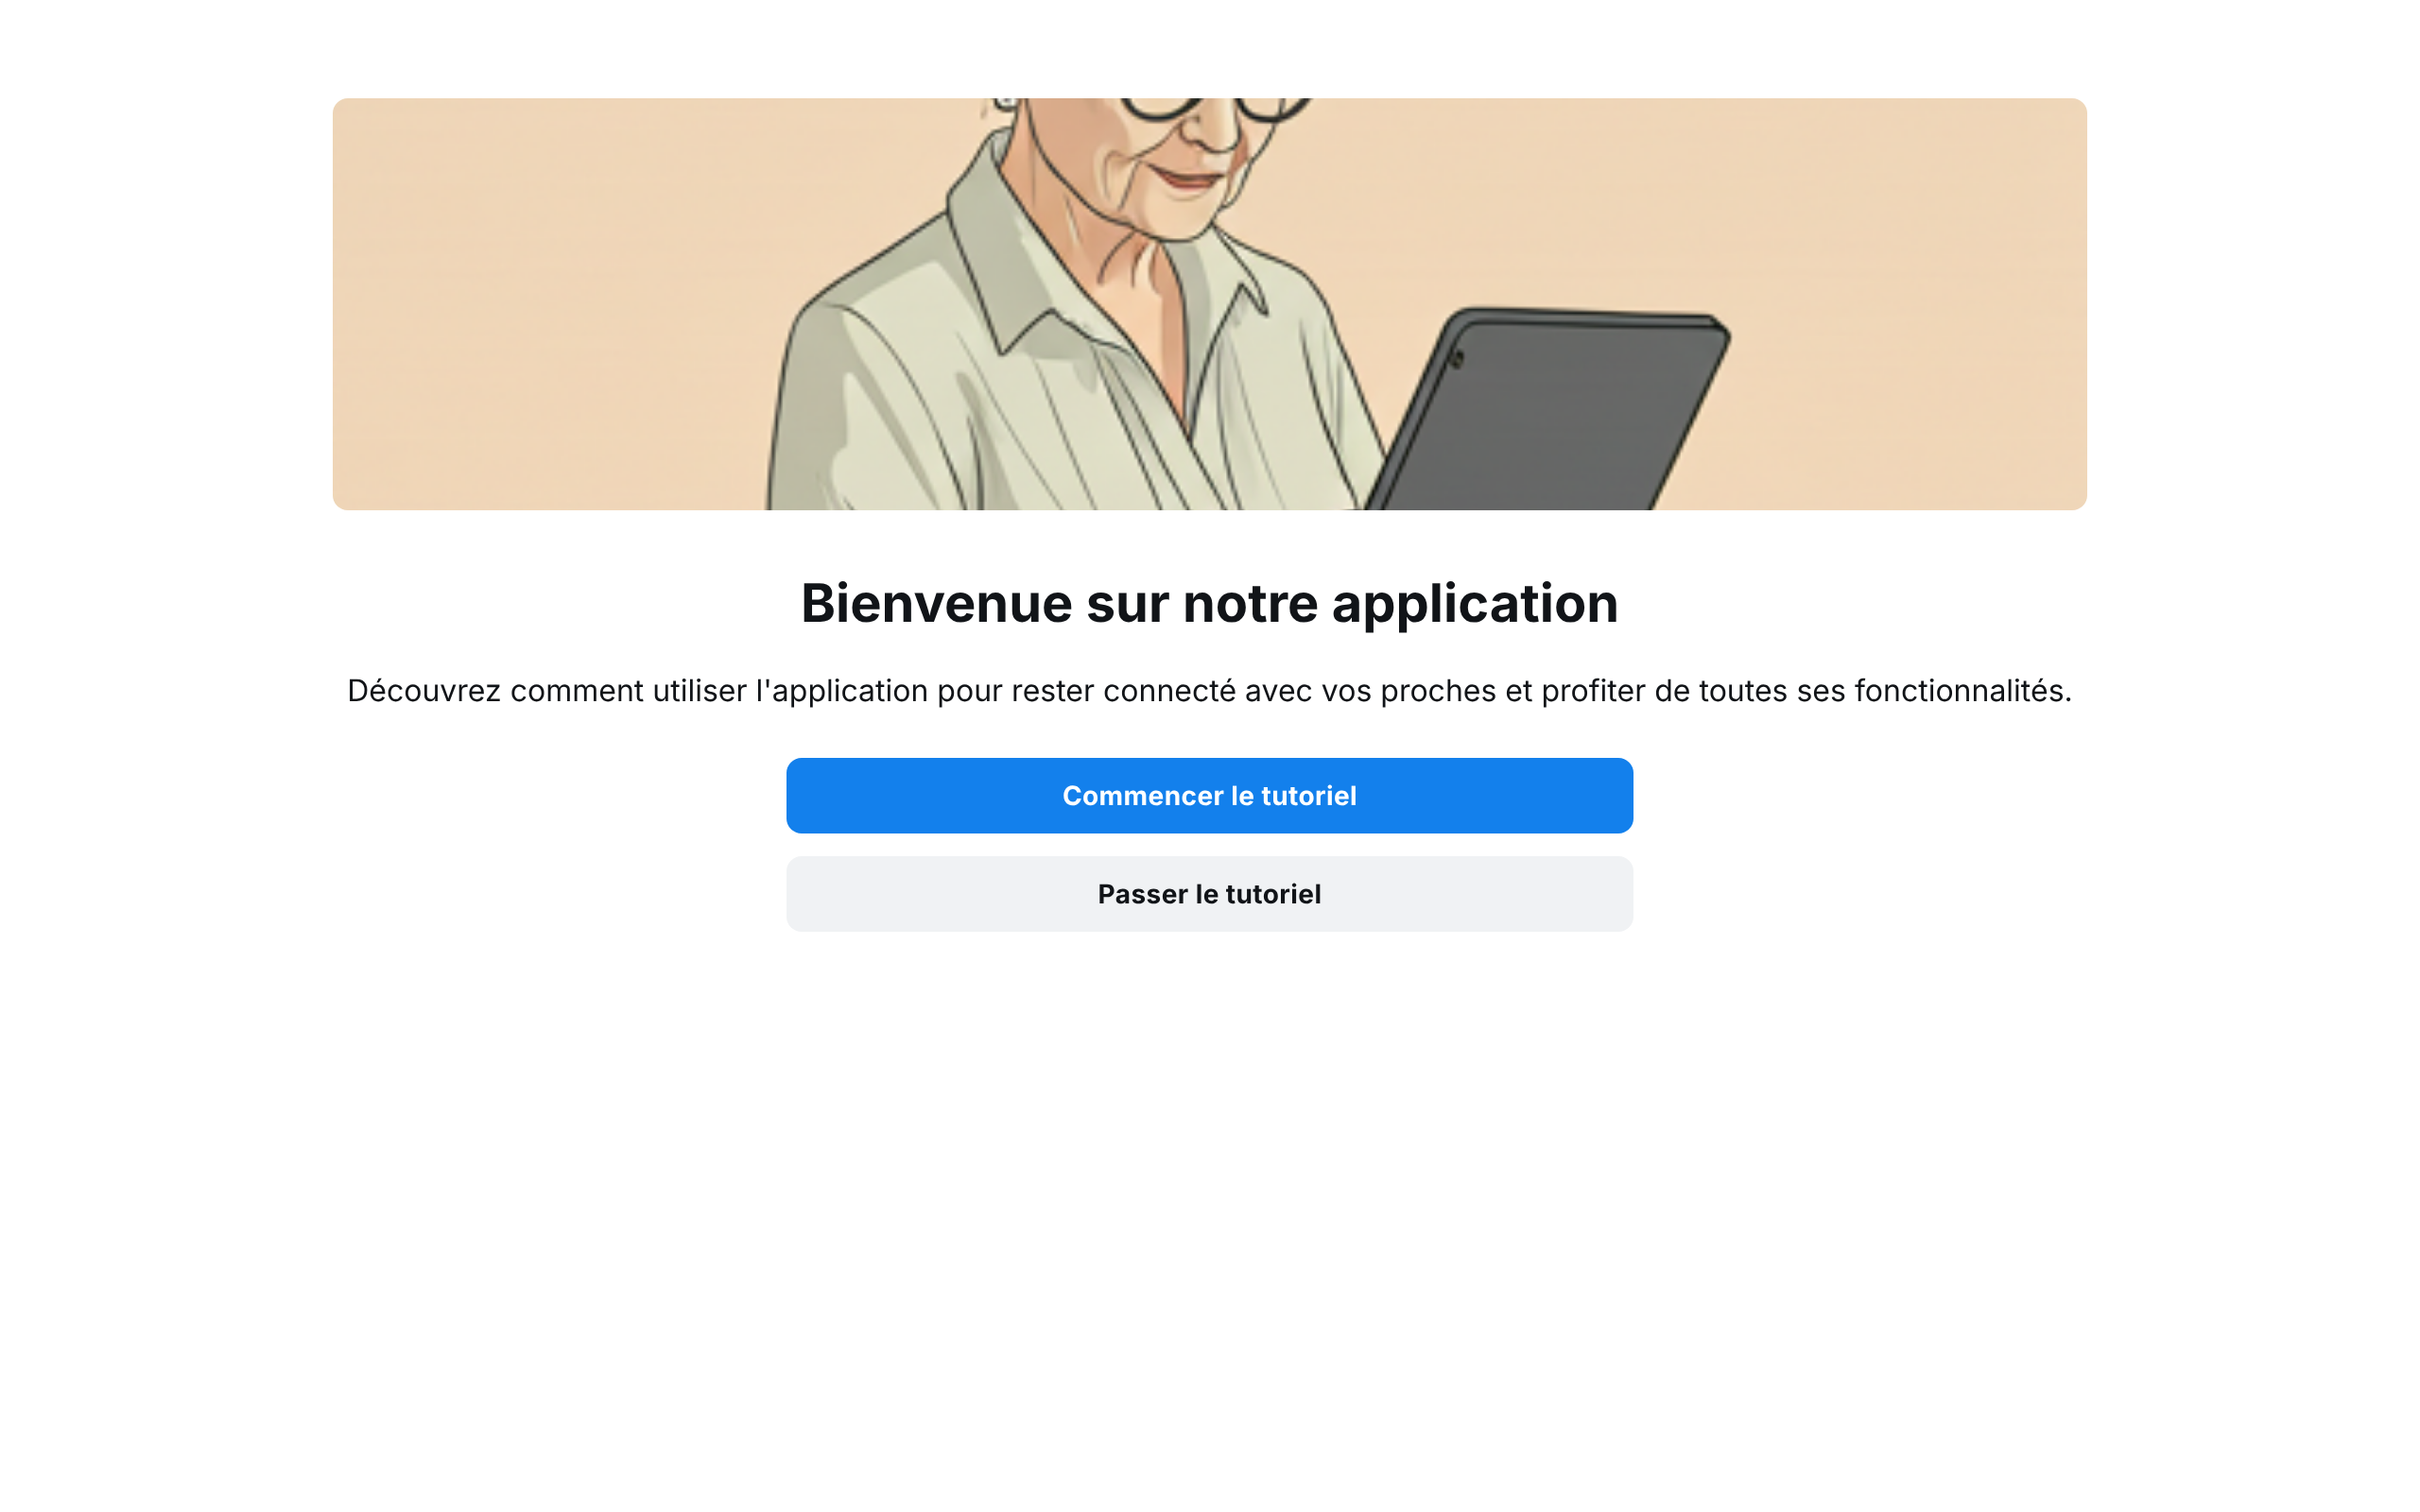 Bienvenue sur notre application
Découvrez comment utiliser l'application pour rester connecté avec vos proches et profiter de toutes ses fonctionnalités.
Commencer le tutoriel
Passer le tutoriel